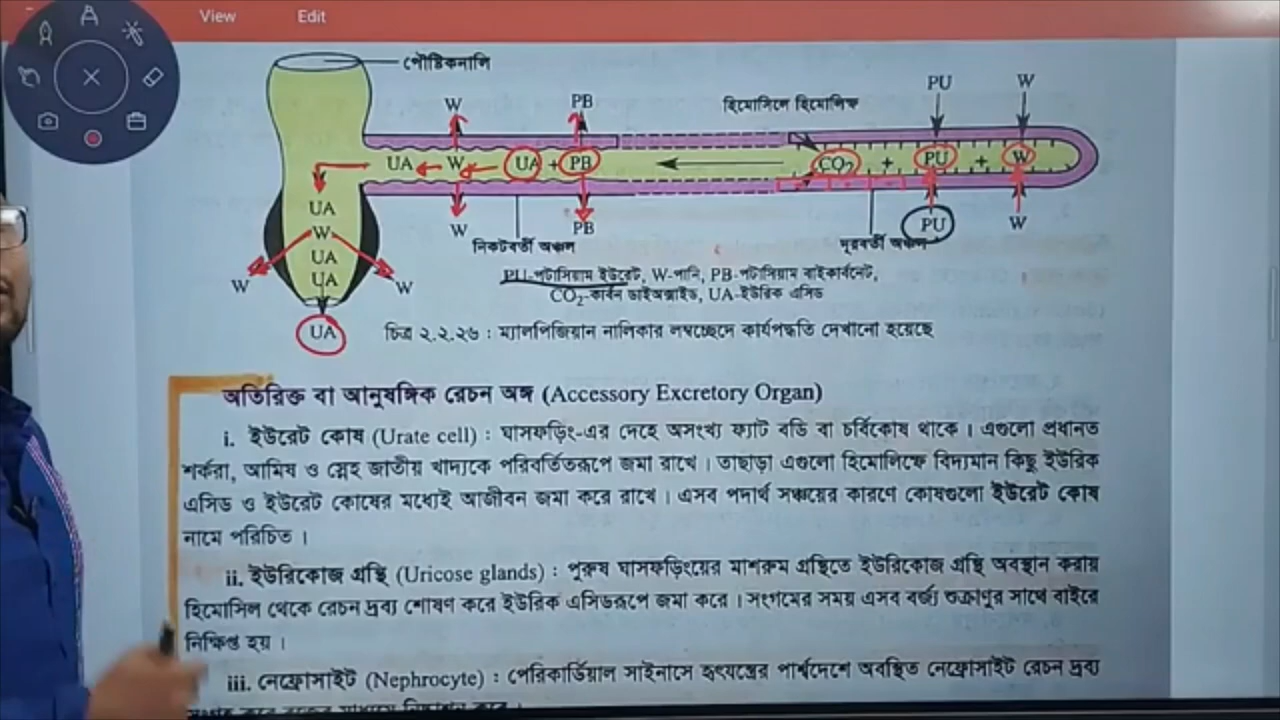 View Edit
পৌষ্টিকনালি
W PB হিমোসিলে হিমোলিম্ফ PU W
UA W UA + PB CO2 + PU + W
UA
W
UA
UA
W W
UA
W PB PU W
নিকটবর্তী অঞ্চল দূরবর্তী অঞ্চল
PU-পটাসিয়াম ইউরেট, W-পানি, PB-পটাসিয়াম বাইকার্বনেট,
CO2-কার্বন ডাইঅক্সাইড, UA-ইউরিক এসিড
চিত্র ২.২.২৬ : ম্যালপিজিয়ান নালিকার লম্বচ্ছেদে কার্যপদ্ধতি দেখানো হয়েছে
অতিরিক্ত বা আনুষঙ্গিক রেচন অঙ্গ (Accessory Excretory Organ)
i. ইউরেট কোষ (Urate cell) : ঘাসফড়িং-এর দেহে অসংখ্য ফ্যাট বডি বা চর্বিকোষ থাকে। এগুলো প্রধানত
শর্করা, আমিষ ও স্নেহ জাতীয় খাদ্যকে পরিবর্তিতরূপে জমা রাখে। তাছাড়া এগুলো হিমোলিম্ফে বিদ্যমান কিছু ইউরিক
এসিড ও ইউরেট কোষের মধ্যেই আজীবন জমা করে রাখে। এসব পদার্থ সঞ্চয়ের কারণে কোষগুলো ইউরেট কোষ
নামে পরিচিত।
ii. ইউরিকোজ গ্রন্থি (Uricose glands) : পুরুষ ঘাসফড়িংয়ের মাশরুম গ্রন্থিতে ইউরিকোজ গ্রন্থি অবস্থান করায়
হিমোসিল থেকে রেচন দ্রব্য শোষণ করে ইউরিক এসিডরূপে জমা করে। সংগমের সময় এসব বর্জ্য শুক্রাণুর সাথে বাইরে
নিক্ষিপ্ত হয়।
iii. নেফ্রোসাইট (Nephrocyte) : পেরিকার্ডিয়াল সাইনাসে হৃৎযন্ত্রের পার্শ্বদেশে অবস্থিত নেফ্রোসাইট রেচন দ্রব্য